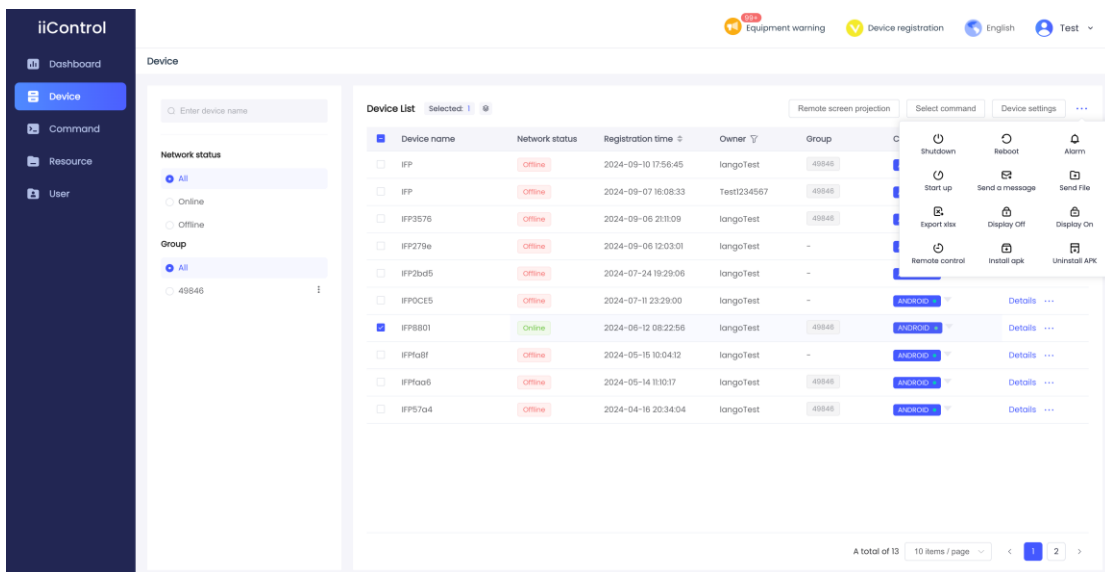 iiControl
99+
Equipment warning
Device registration
English
Test
Dashboard
Device
Command
Resource
User
Device
Enter device name
Network status
All
Online
Offline
Group
All
49846
Device List Selected: 1
Remote screen projection Select command Device settings ···
Device name Network status Registration time Owner Group C
IFP Offline 2024-09-10 17:56:45 langoTest 49846
IFP Offline 2024-09-07 16:08:33 Test1234567 49846
IFP3576 Offline 2024-09-06 21:11:09 langoTest 49846
IFP279e Offline 2024-09-06 12:03:01 langoTest -
IFP2bd5 Offline 2024-07-24 19:29:06 langoTest -
IFP0CE5 Offline 2024-07-11 23:29:00 langoTest - ANDROID Details ···
IFP8801 Online 2024-06-12 08:22:56 langoTest 49846 ANDROID Details ···
IFPfa8f Offline 2024-05-15 10:04:12 langoTest - ANDROID Details ···
IFPfaa6 Offline 2024-05-14 11:10:17 langoTest 49846 ANDROID Details ···
IFP57a4 Offline 2024-04-16 20:34:04 langoTest 49846 ANDROID Details ···
Shutdown Reboot Alarm
Start up Send a message Send File
Export xlsx Display Off Display On
Remote control Install apk Uninstall APK
A total of 13 10 items / page < 1 2 >